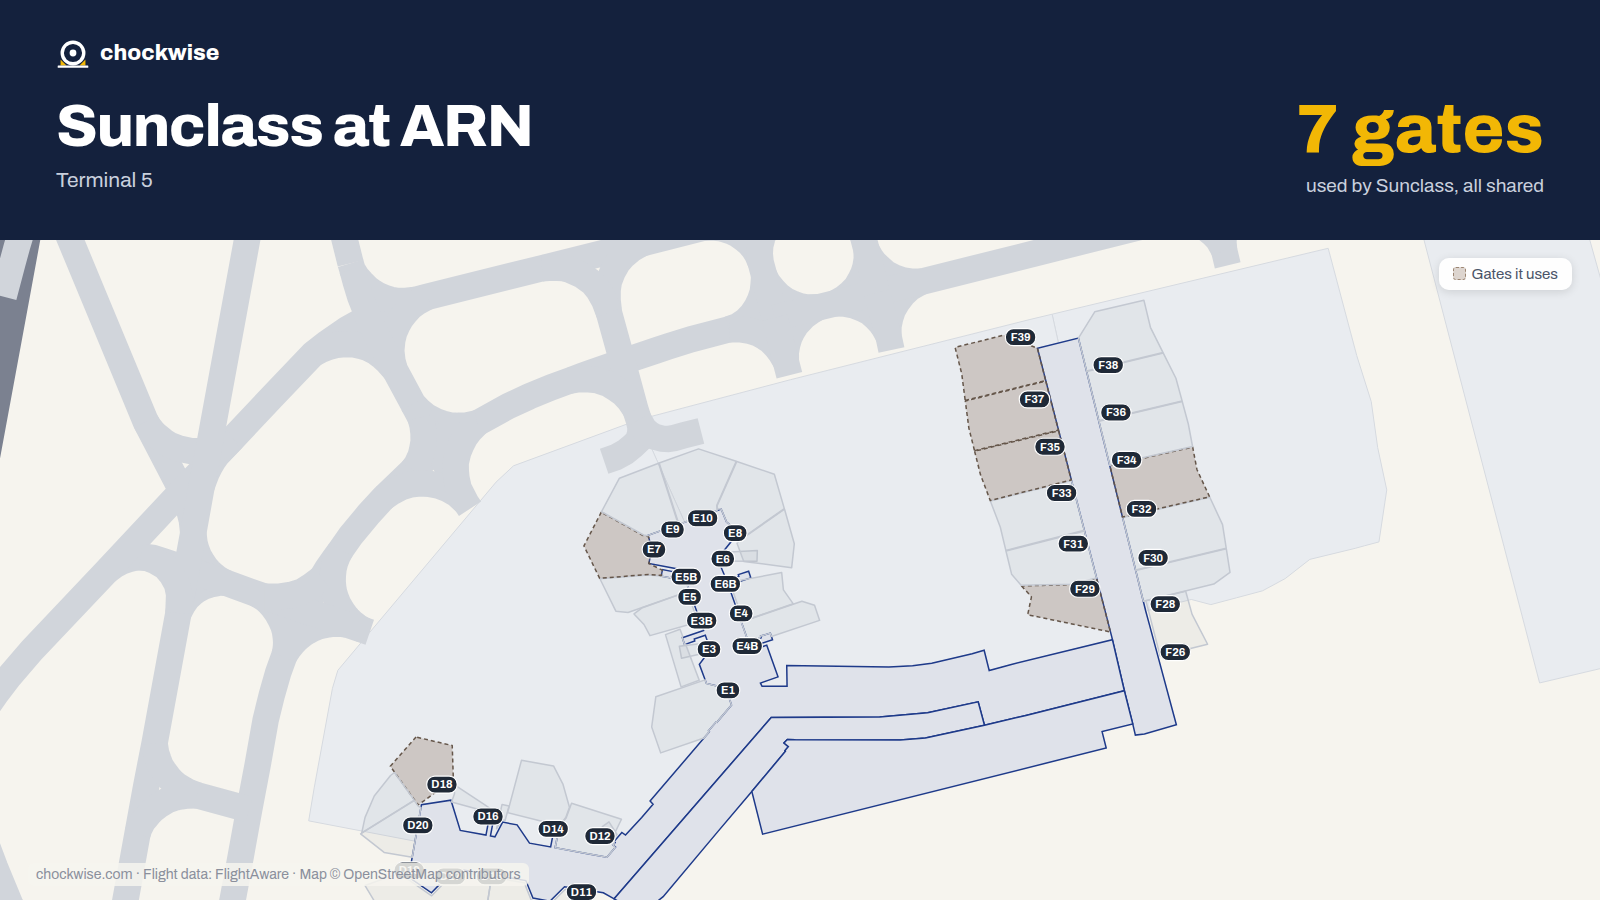 chockwise
Sunclass at ARN
Terminal 5
7 gates
used by Sunclass, all shared
Gates it uses
F39
F38
F37
F36
F35
F34
F33
F32
F31
F30
F29
F28
F26
E10
E9
E8
E7
E6
E5B
E6B
E5
E4
E3B
E4B
E3
E1
D18
D16
D20
D14
D12
D11
chockwise.com · Flight data: FlightAware · Map © OpenStreetMap contributors